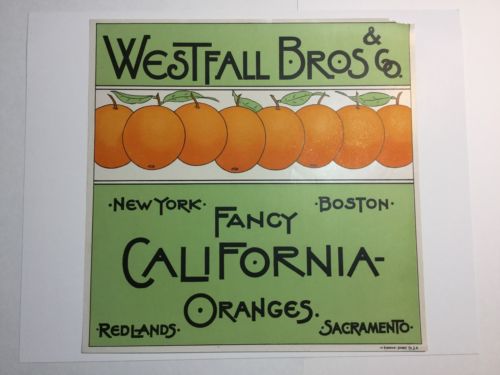 WESTFALL BROS & CO.
·NEW YORK· ·BOSTON·
FANCY
CALIFORNIA-
ORANGES.
·REDLANDS· ·SACRAMENTO·